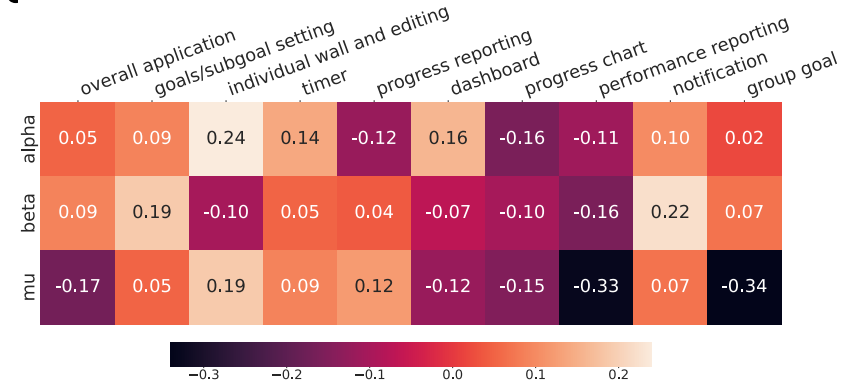 overall application
goals/subgoal setting
individual wall and editing
timer
progress reporting
dashboard
progress chart
performance reporting
notification
group goal
alpha 0.05 0.09 0.24 0.14 -0.12 0.16 -0.16 -0.11 0.10 0.02
beta 0.09 0.19 -0.10 0.05 0.04 -0.07 -0.10 -0.16 0.22 0.07
mu -0.17 0.05 0.19 0.09 0.12 -0.12 -0.15 -0.33 0.07 -0.34
−0.3 −0.2 −0.1 0.0 0.1 0.2